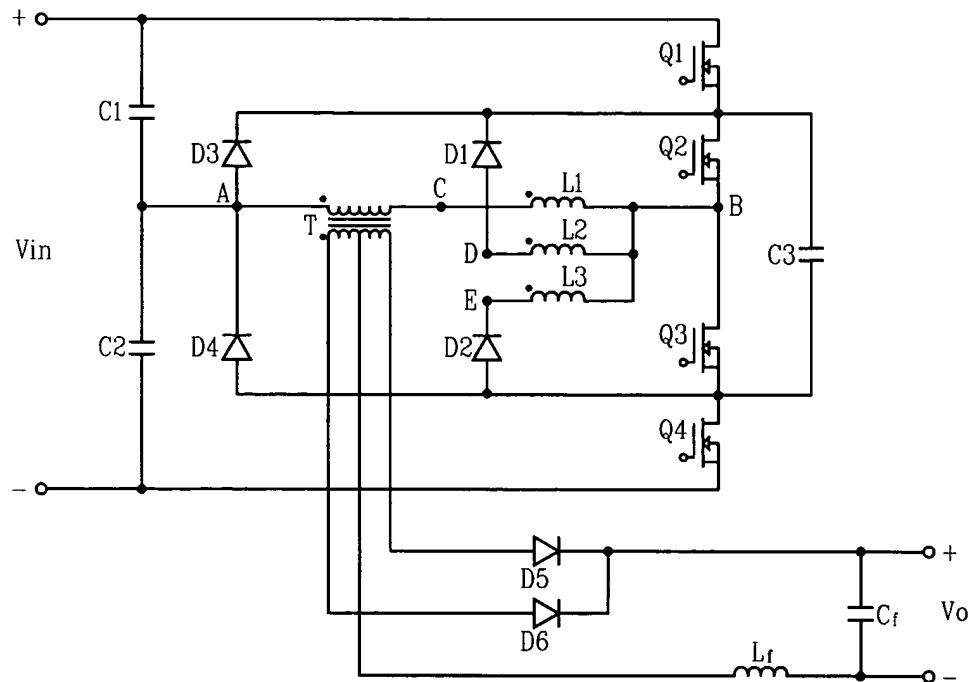 +
Q1
C1
D3
D1
Q2
A
C
L1
B
T
Vin
D
L2
C3
E
L3
C2
D4
D2
Q3
Q4
-
D5
+
D6
Cf
Vo
Lf
-